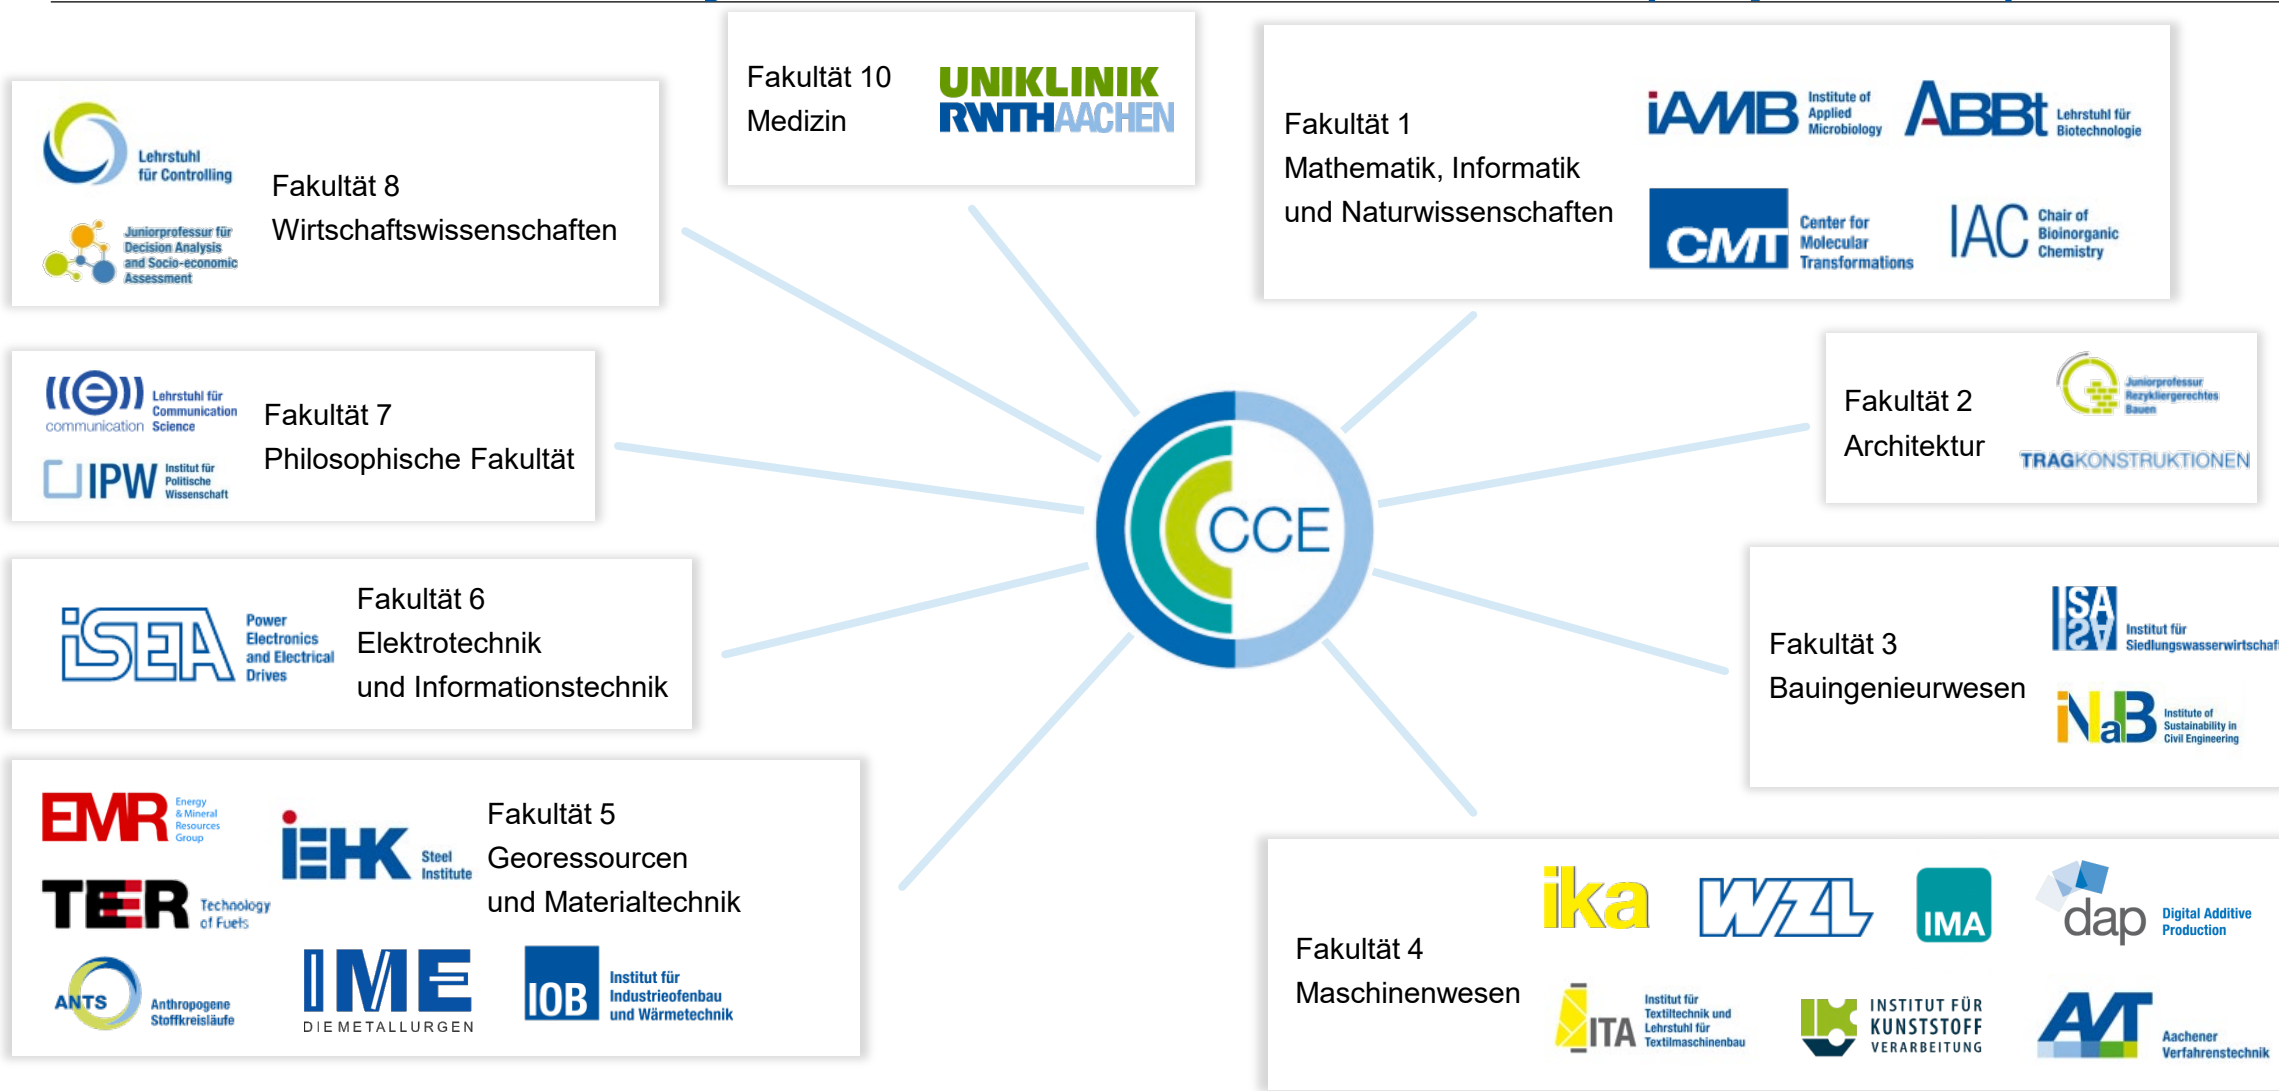 Fakultät 10
Medizin
UNIKLINIK
RWTHAACHEN
Fakultät 1
Mathematik, Informatik
und Naturwissenschaften
iAMB
Institute of
Applied
Microbiology
ABBt
Lehrstuhl für
Biotechnologie
CMT
Center for
Molecular
Transformations
IAC
Chair of
Bioinorganic
Chemistry
Lehrstuhl
für Controlling
Juniorprofessur für
Decision Analysis
and Socio-economic
Assessment
Fakultät 8
Wirtschaftswissenschaften
((e))
communication
Lehrstuhl für
Communication
Science
IPW
Institut für
Politische
Wissenschaft
Fakultät 7
Philosophische Fakultät
Fakultät 2
Architektur
Juniorprofessur
Rezykliergerechtes
Bauen
TRAGKONSTRUKTIONEN
CCE
iSEA
Power
Electronics
and Electrical
Drives
Fakultät 6
Elektrotechnik
und Informationstechnik
Fakultät 3
Bauingenieurwesen
ISA
Institut für
Siedlungswasserwirtschaft
iNaB
Institute of
Sustainability in
Civil Engineering
EMR
Energy
& Mineral
Resources
Group
iEHK
Steel
Institute
TEER
Technology
of Fuels
ANTS
Anthropogene
Stoffkreisläufe
IME
DIE METALLURGEN
IOB
Institut für
Industrieofenbau
und Wärmetechnik
Fakultät 5
Georessourcen
und Materialtechnik
Fakultät 4
Maschinenwesen
ika
WZL
IMA
dap
Digital Additive
Production
ITA
Institut für
Textiltechnik und
Lehrstuhl für
Textilmaschinenbau
INSTITUT FÜR
KUNSTSTOFF
VERARBEITUNG
AVT
Aachener
Verfahrenstechnik